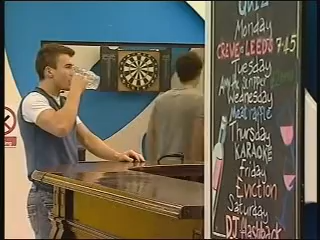 QUIZ
Monday
CREWE v LEEDS 7.45
Tuesday
Wednesday
Meat raffle
Thursday
KARAOKE
Friday
Eviction
Saturday
DJ Flashback